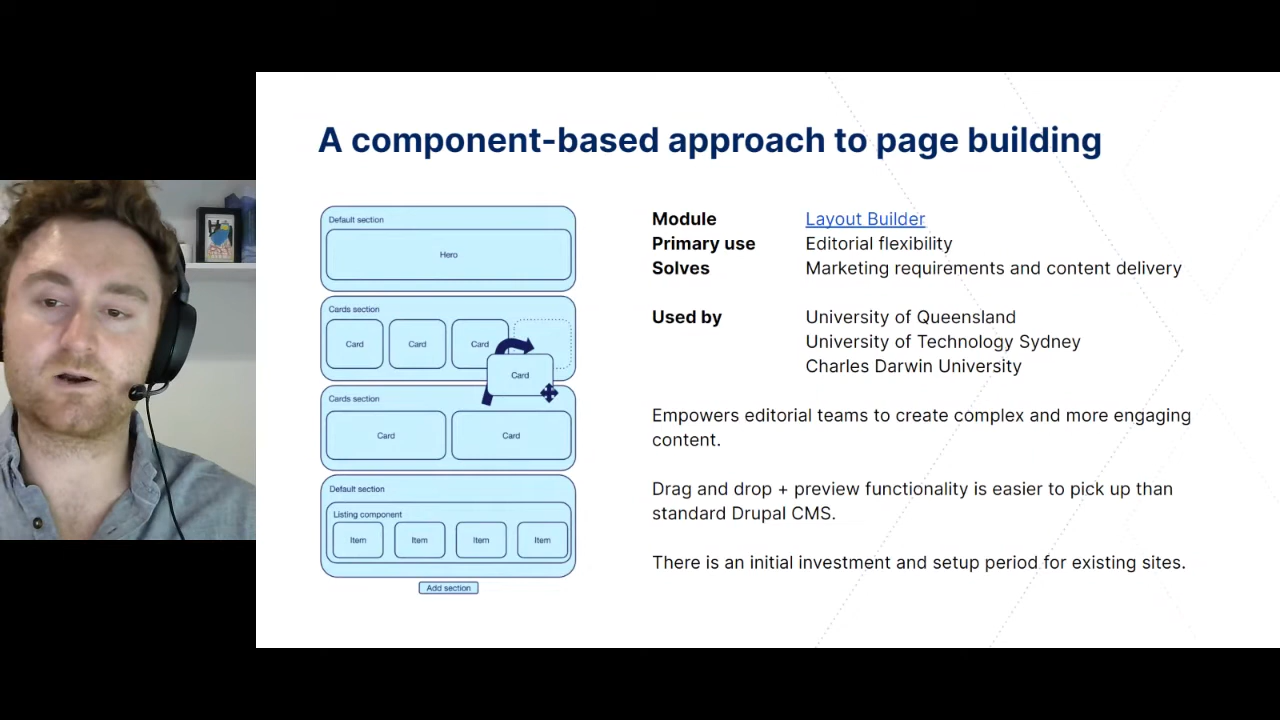 A component-based approach to page building
Default section
Hero
Cards section
Card
Card
Card
Card
Cards section
Card
Card
Default section
Listing component
Item
Item
Item
Item
Add section
Module Layout Builder
Primary use Editorial flexibility
Solves Marketing requirements and content delivery
Used by University of Queensland
University of Technology Sydney
Charles Darwin University
Empowers editorial teams to create complex and more engaging
content.
Drag and drop + preview functionality is easier to pick up than
standard Drupal CMS.
There is an initial investment and setup period for existing sites.